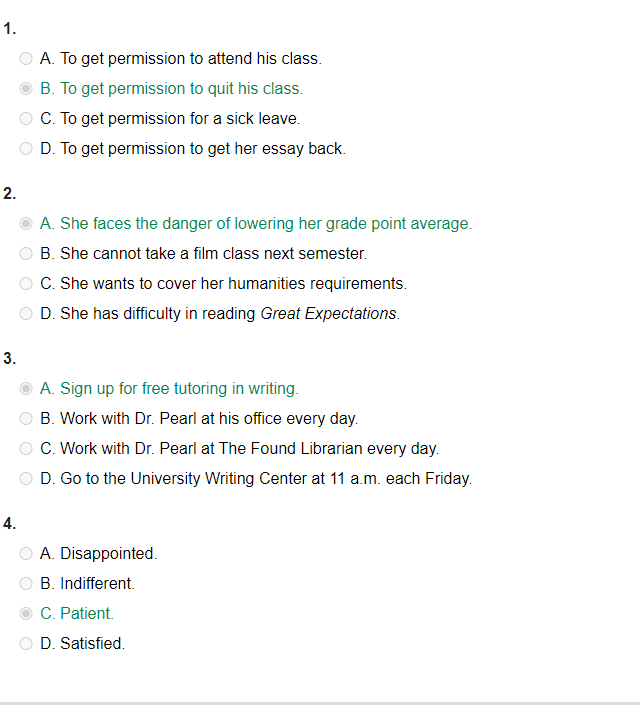 1.
A. To get permission to attend his class.
B. To get permission to quit his class.
C. To get permission for a sick leave.
D. To get permission to get her essay back.
2.
A. She faces the danger of lowering her grade point average.
B. She cannot take a film class next semester.
C. She wants to cover her humanities requirements.
D. She has difficulty in reading Great Expectations.
3.
A. Sign up for free tutoring in writing.
B. Work with Dr. Pearl at his office every day.
C. Work with Dr. Pearl at The Found Librarian every day.
D. Go to the University Writing Center at 11 a.m. each Friday.
4.
A. Disappointed.
B. Indifferent.
C. Patient.
D. Satisfied.